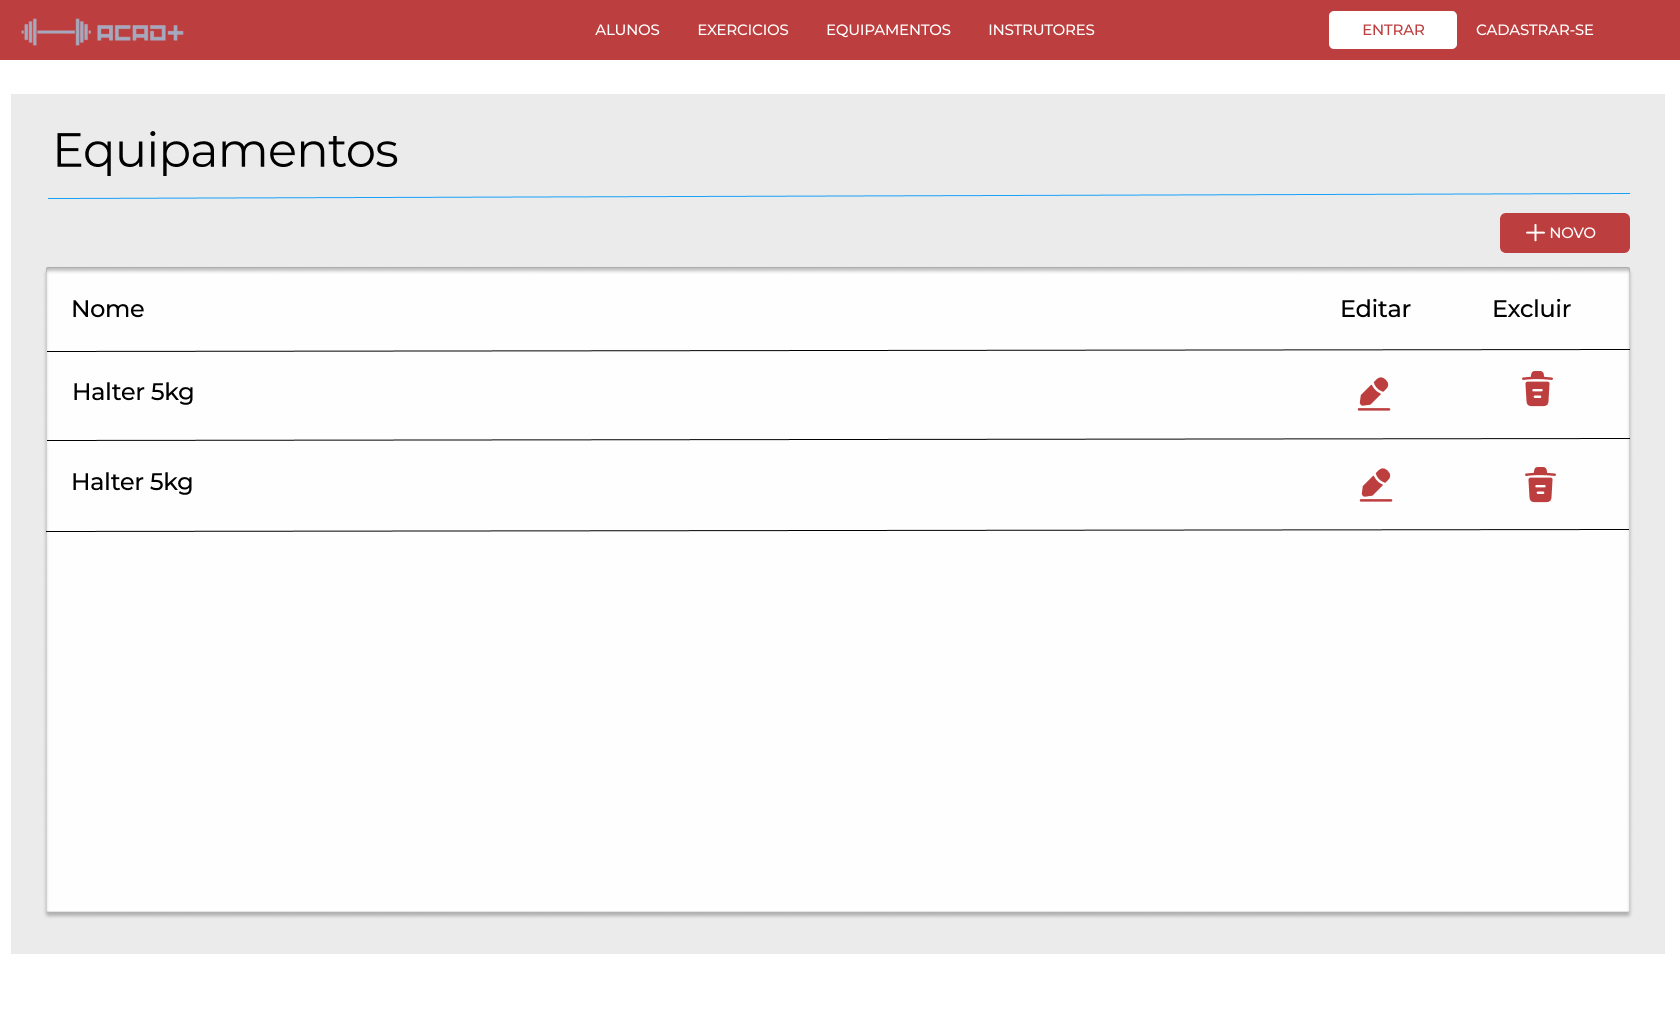 ACAD+ ALUNOS EXERCICIOS EQUIPAMENTOS INSTRUTORES ENTRAR CADASTRAR-SE
Equipamentos
NOVO
Nome Editar Excluir
Halter 5kg
Halter 5kg